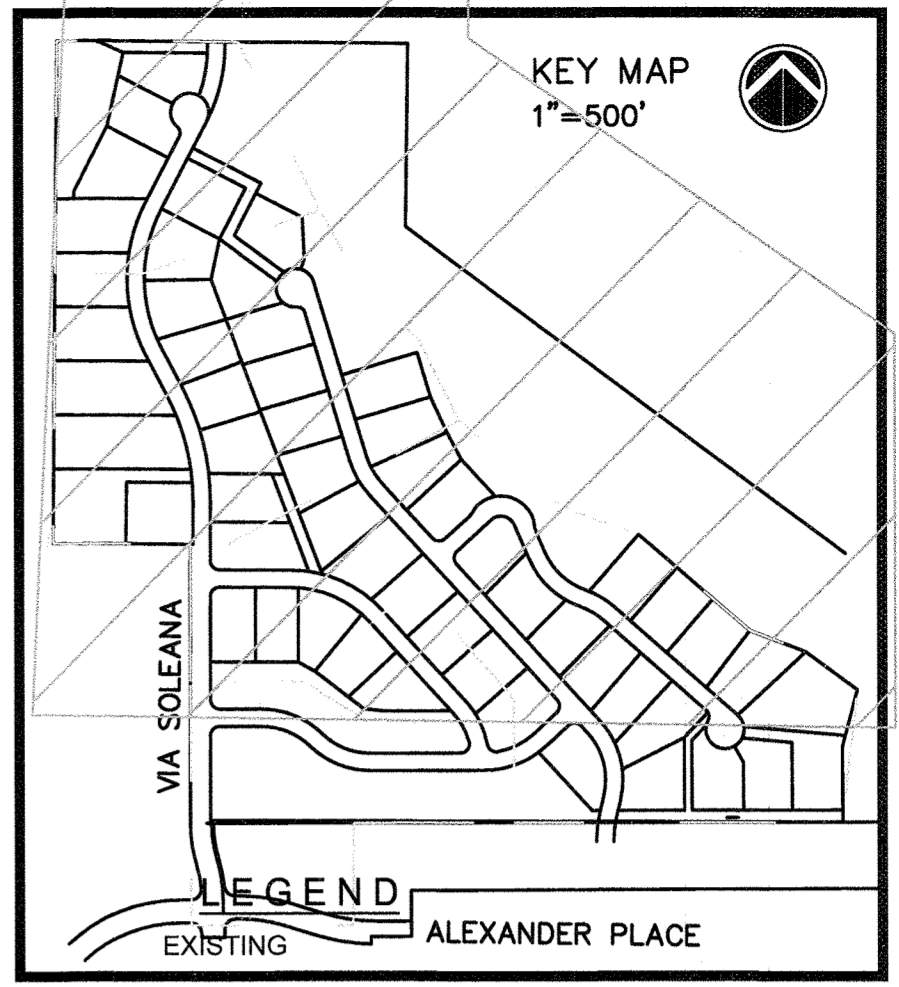 KEY MAP
1"=500'
VIA SOLEANA
LEGEND
EXISTING
ALEXANDER PLACE